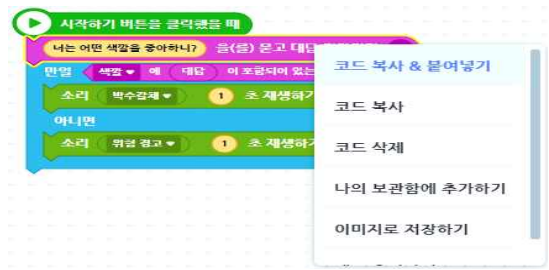 시작하기 버튼을 클릭했을 때
너는 어떤 색깔을 좋아하니? 을(를) 묻고 대답
만일 색깔 에 대답 이 포함되어 있는
소리 박수갈채 1 초 재생하기
아니면
소리 위험 경고 1 초 재생하기
코드 복사 & 붙여넣기
코드 복사
코드 삭제
나의 보관함에 추가하기
이미지로 저장하기